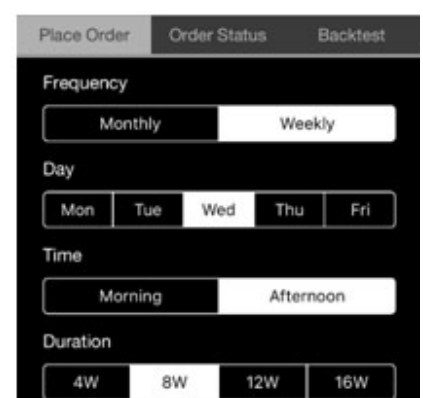 Place Order Order Status Backtest
Frequency
Monthly Weekly
Day
Mon Tue Wed Thu Fri
Time
Morning Afternoon
Duration
4W 8W 12W 16W